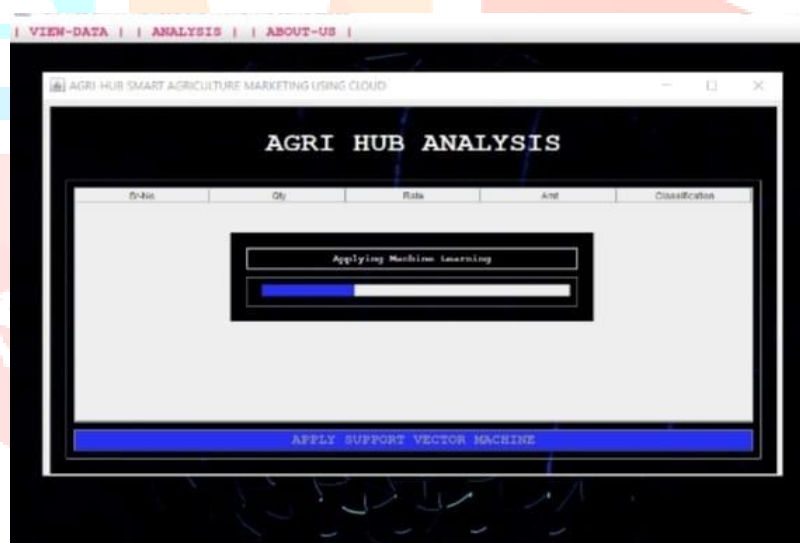 | VIEW-DATA | | ANALYSIS | | ABOUT-US |
AGRI-HUB SMART AGRICULTURE MARKETING USING CLOUD
AGRI HUB ANALYSIS
Sr-No Qty Rate Amt Classification
Applying Machine Learning
APPLY SUPPORT VECTOR MACHINE